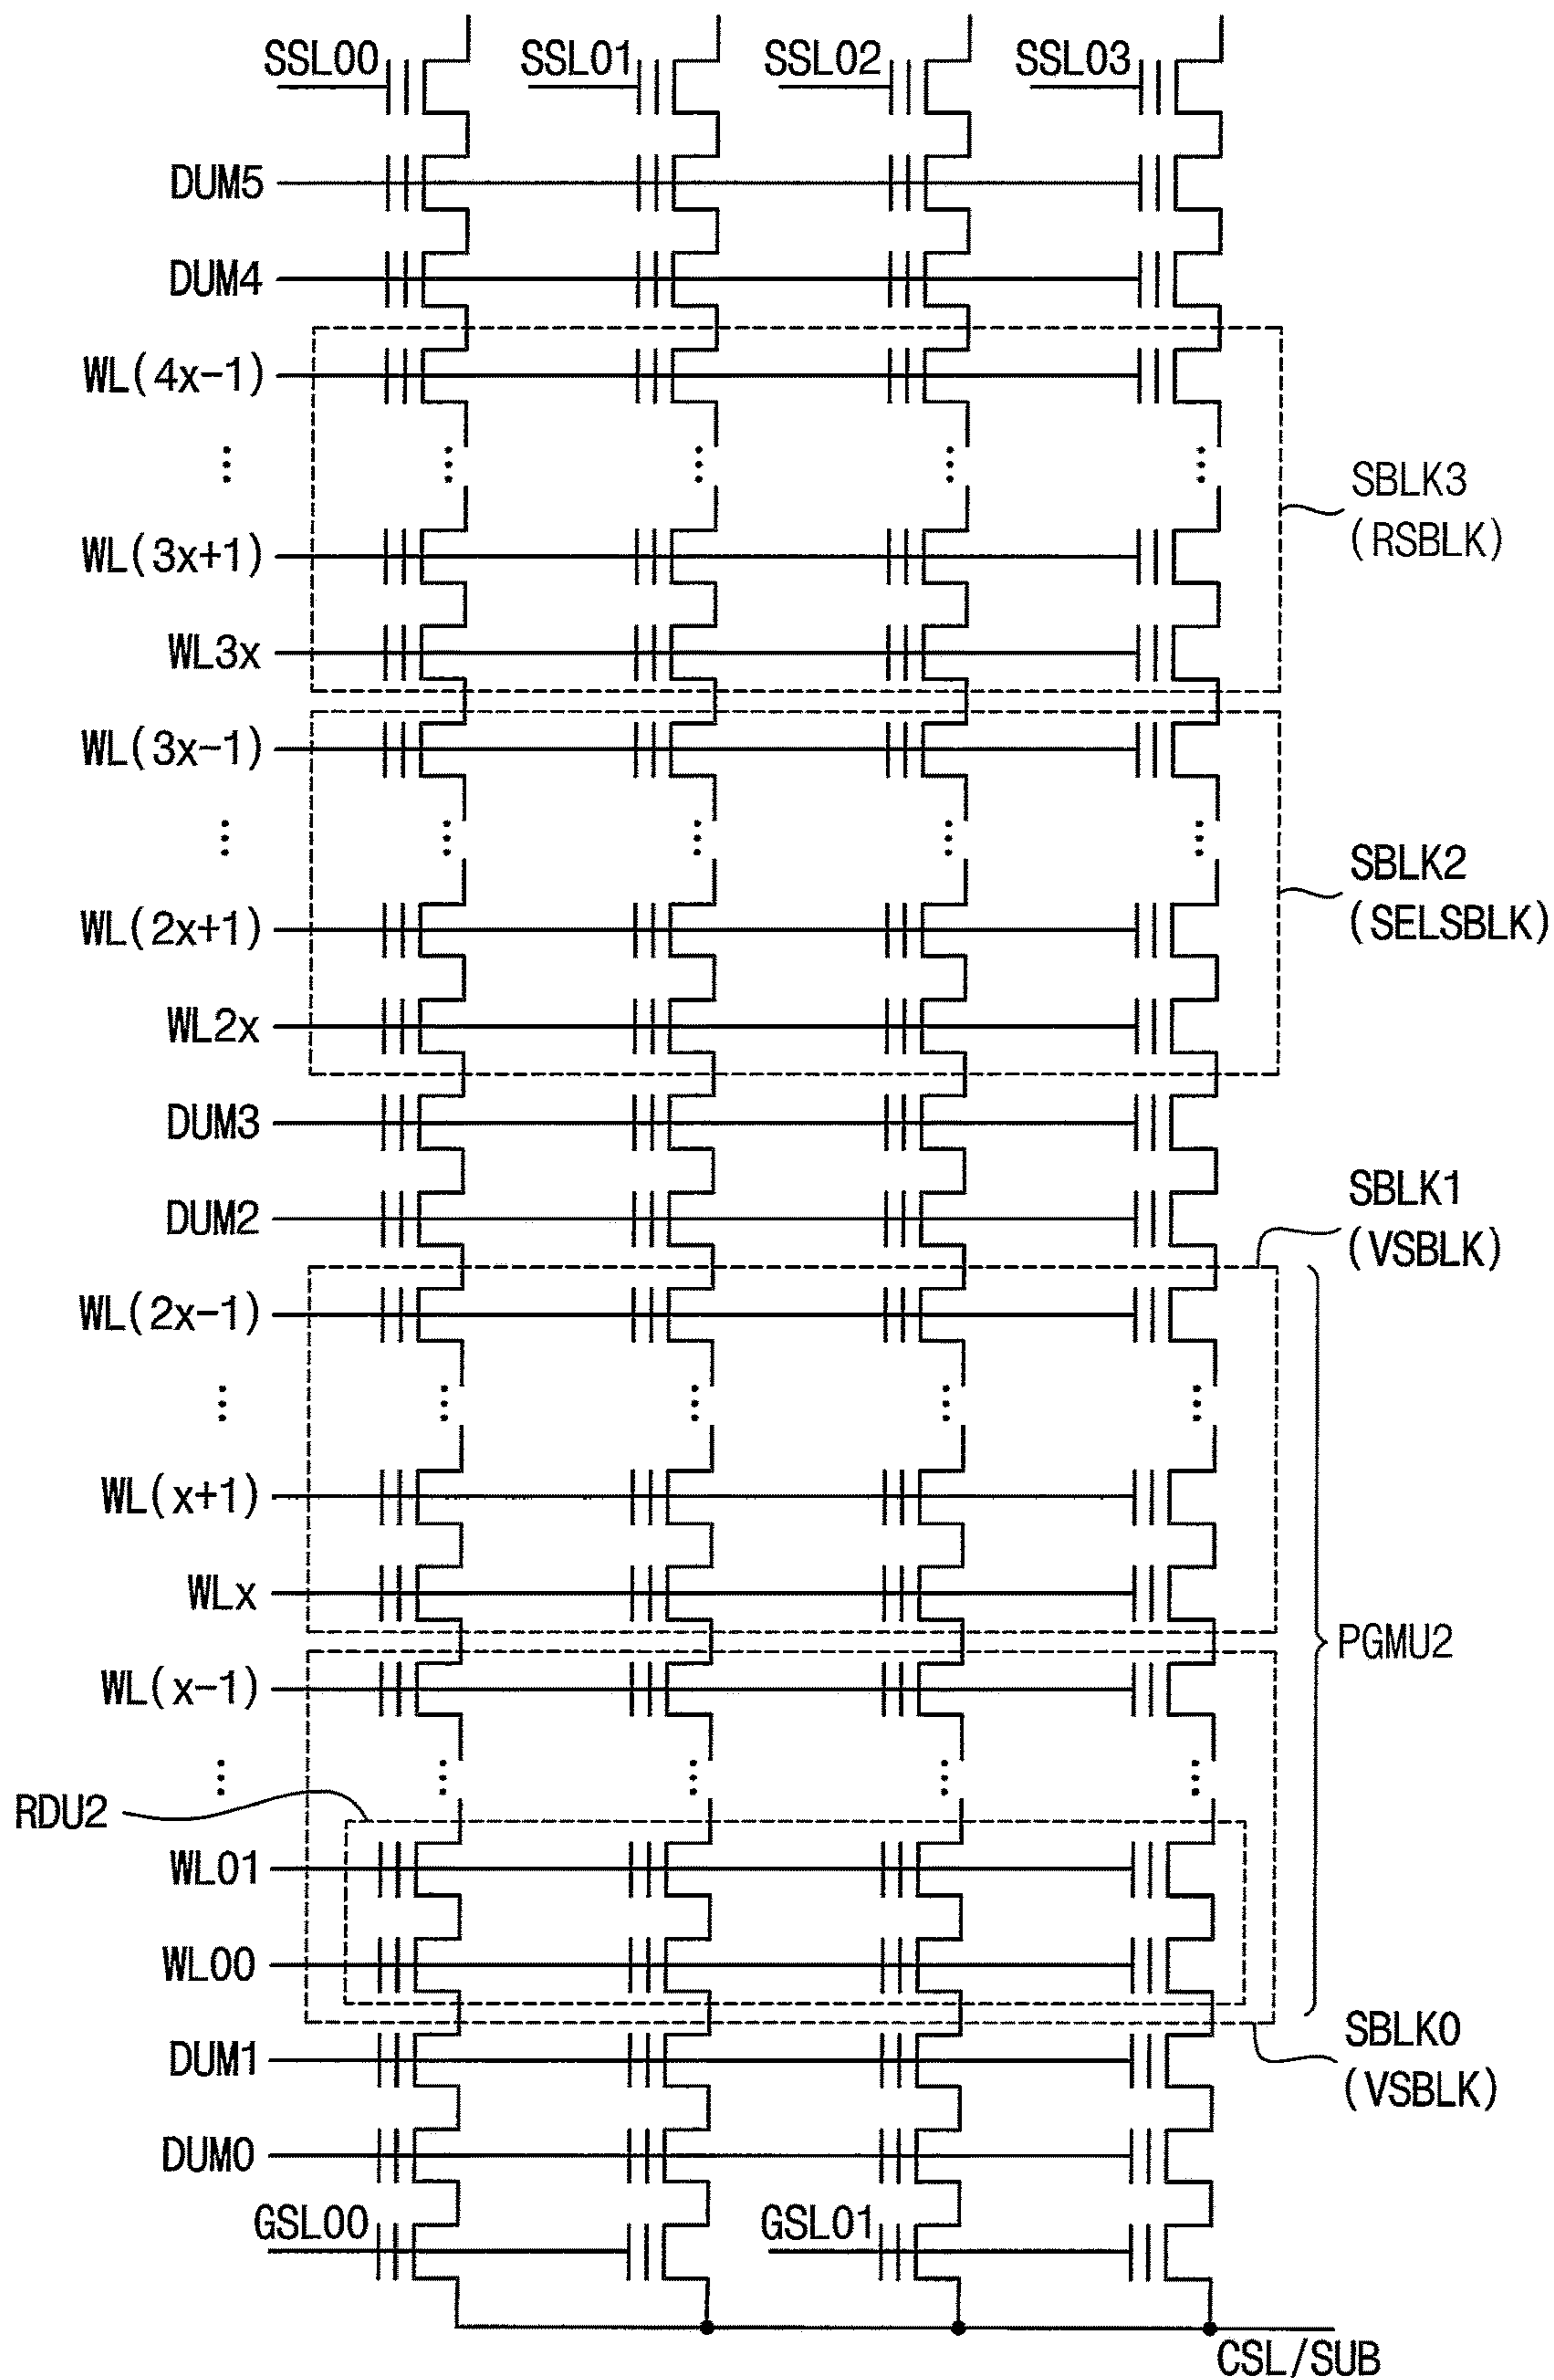 SSL00 SSL01 SSL02 SSL03
DUM5
DUM4
WL(4x-1)
SBLK3
(RSBLK)
WL(3x+1)
WL3x
WL(3x-1)
SBLK2
(SELSBLK)
WL(2x+1)
WL2x
DUM3
SBLK1
(VSBLK)
DUM2
WL(2x-1)
WL(x+1)
WLx
PGMU2
WL(x-1)
RDU2
WL01
WL00
SBLK0
(VSBLK)
DUM1
DUM0
GSL00 GSL01
CSL/SUB